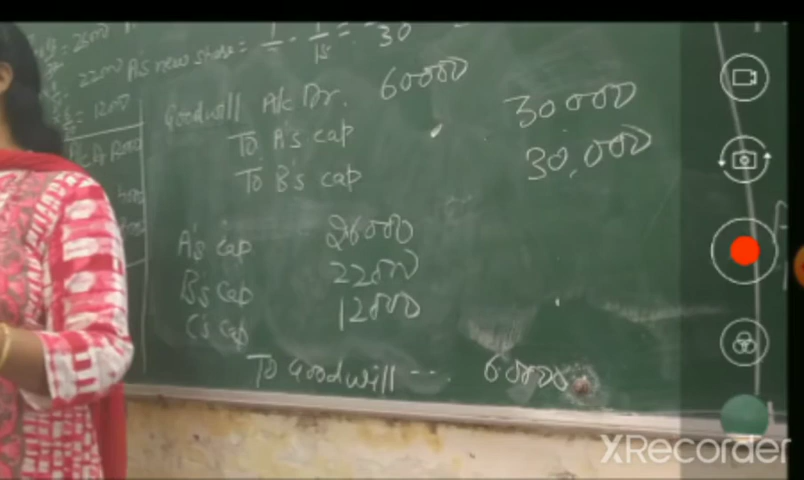 A's new share = 1/ - 1/15 = /30
= 22000
= 12000
Goodwill A/c Dr. 60000
To A's cap 30000
To B's cap 30,000
A's cap 26000
B's cap 22000
C's cap 12000
To Goodwill --- 60000
XRecorder